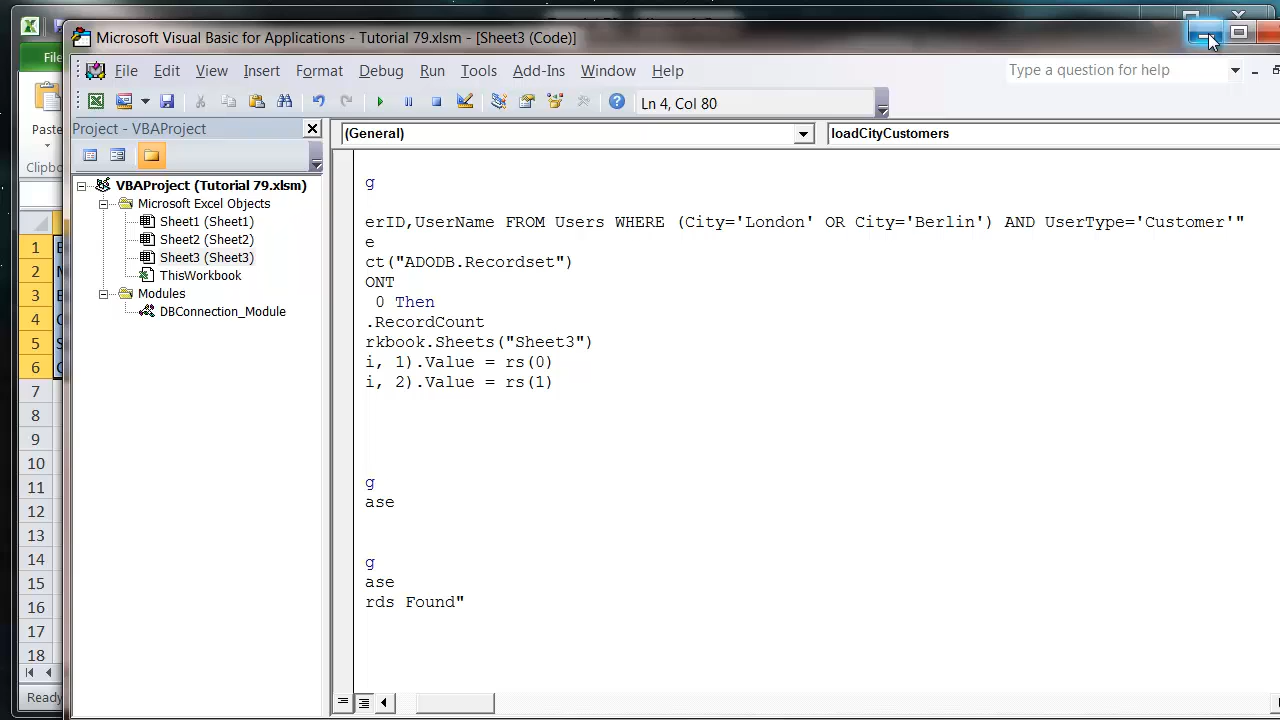 Microsoft Visual Basic for Applications - Tutorial 79.xlsm - [Sheet3 (Code)]
File
File Edit View Insert Format Debug Run Tools Add-Ins Window Help
Type a question for help
Ln 4, Col 80
Paste
Clipb
Project - VBAProject
(General)
loadCityCustomers
VBAProject (Tutorial 79.xlsm)
Microsoft Excel Objects
Sheet1 (Sheet1)
Sheet2 (Sheet2)
Sheet3 (Sheet3)
ThisWorkbook
Modules
DBConnection_Module
g
erID,UserName FROM Users WHERE (City='London' OR City='Berlin') AND UserType='Customer'"
e
ct("ADODB.Recordset")
ONT
0 Then
.RecordCount
rkbook.Sheets("Sheet3")
i, 1).Value = rs(0)
i, 2).Value = rs(1)
g
ase
g
ase
rds Found"
1
2
3
4
5
6
7
8
9
10
11
12
13
14
15
16
17
18
Ready